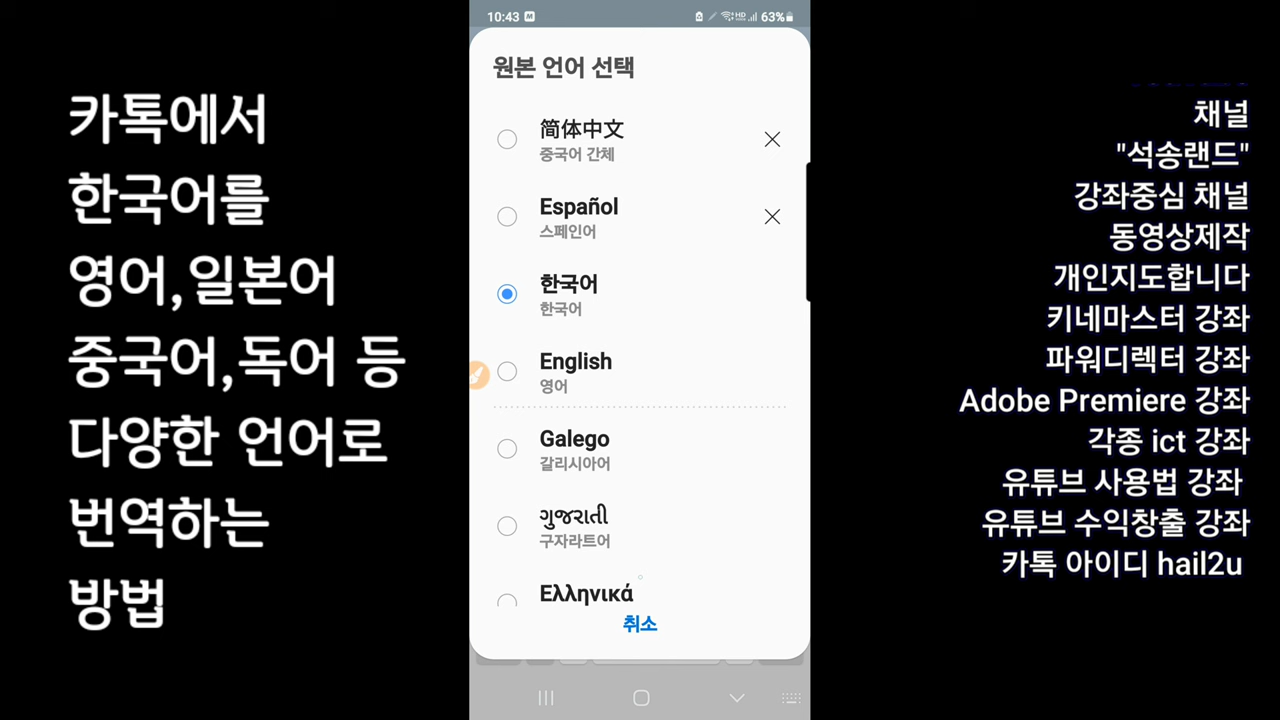 카톡에서
한국어를
영어,일본어
중국어,독어 등
다양한 언어로
번역하는
방법
10:43
63%
원본 언어 선택
简体中文
중국어 간체
Español
스페인어
한국어
한국어
English
영어
Galego
갈리시아어
ગુજરાતી
구자라트어
Ελληνικά
취소
채널
"석송랜드"
강좌중심 채널
동영상제작
개인지도합니다
키네마스터 강좌
파워디렉터 강좌
Adobe Premiere 강좌
각종 ict 강좌
유튜브 사용법 강좌
유튜브 수익창출 강좌
카톡 아이디 hail2u